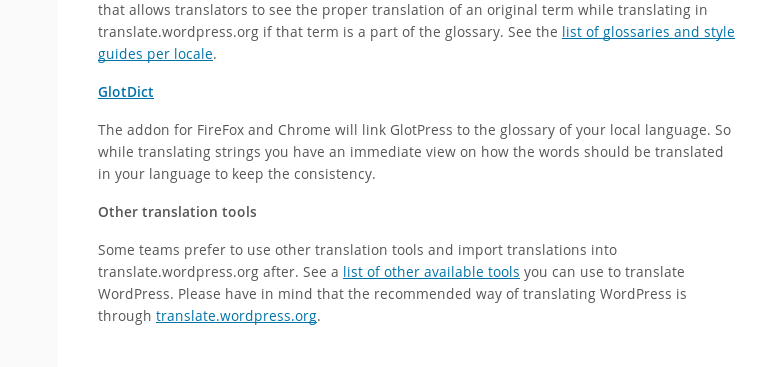 that allows translators to see the proper translation of an original term while translating in
translate.wordpress.org if that term is a part of the glossary. See the list of glossaries and style
guides per locale.
GlotDict
The addon for FireFox and Chrome will link GlotPress to the glossary of your local language. So
while translating strings you have an immediate view on how the words should be translated
in your language to keep the consistency.
Other translation tools
Some teams prefer to use other translation tools and import translations into
translate.wordpress.org after. See a list of other available tools you can use to translate
WordPress. Please have in mind that the recommended way of translating WordPress is
through translate.wordpress.org.